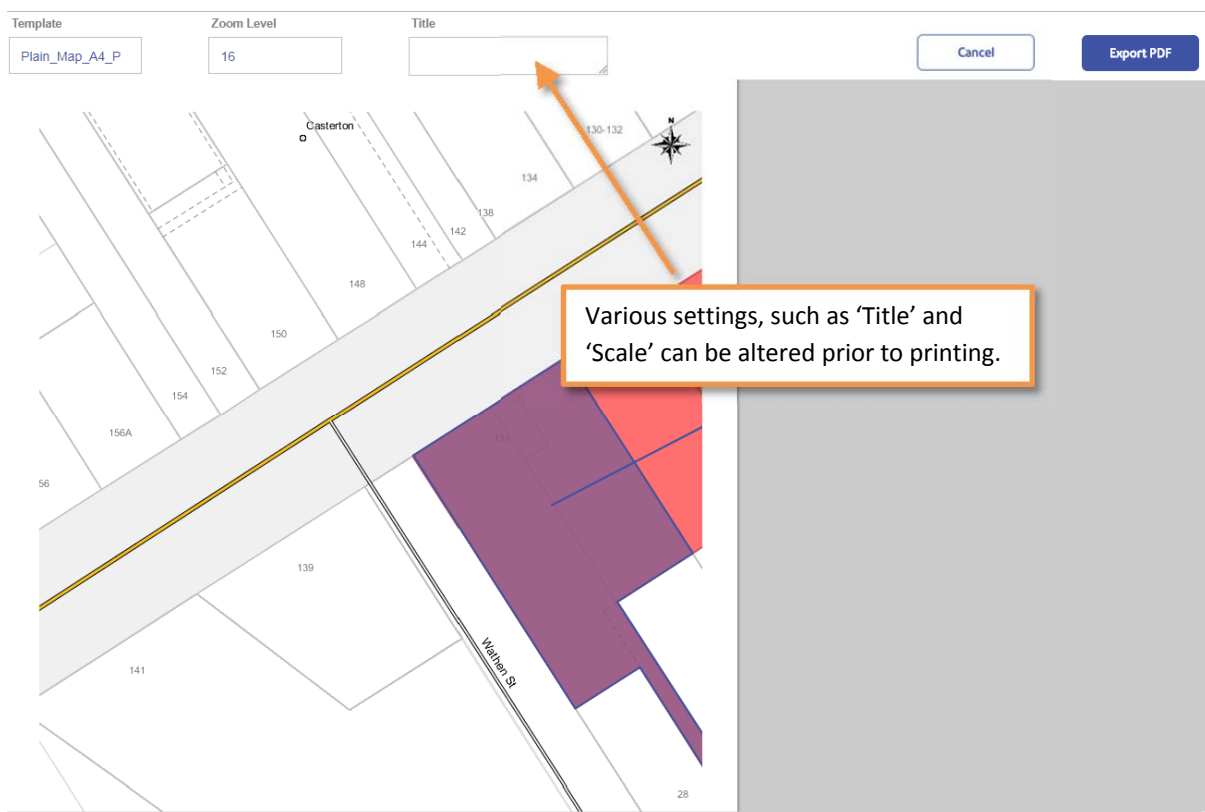 Template
Zoom Level
Title
Plain_Map_A4_P
16
Cancel
Export PDF
Casterton
130-132
N
134
138
142
144
148
Various settings, such as ‘Title’ and
‘Scale’ can be altered prior to printing.
150
152
154
156A
137
56
139
Wathen St
141
28